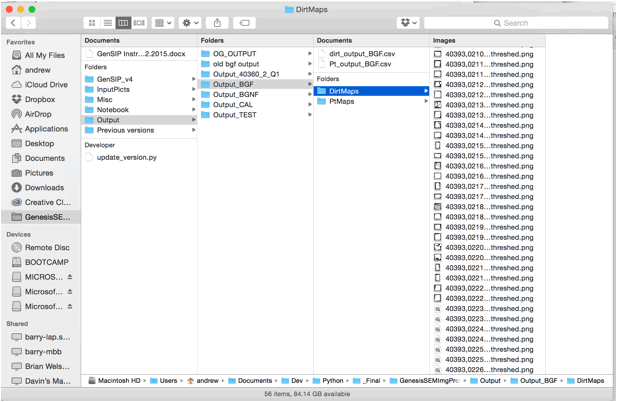 DirtMaps
Search
Favorites
All My Files
andrew
iCloud Drive
Dropbox
AirDrop
Applications
Desktop
Documents
Pictures
Downloads
Creative Cl...
GenesisSE...
Devices
Remote Disc
BOOTCAMP
MICROS...
Microsof...
Microsof...
Shared
barry-lap.s...
barry-mbb
Brian Wels...
Davin's Ma...
Documents
GenSIP Instr...2.2015.docx
Folders
GenSIP_v4
InputPicts
Misc
Notebook
Output
Previous versions
Developer
update_version.py
Folders
OG_OUTPUT
old bgf output
Output_40360_2_Q1
Output_BGF
Output_BGNF
Output_CAL
Output_TEST
Documents
dirt_output_BGF.csv
Pt_output_BGF.csv
Folders
DirtMaps
PtMaps
Images
40393,0210...threshed.png
40393,0211...threshed.png
40393,0211...threshed.png
40393,0212...threshed.png
40393,0212...threshed.png
40393,0213...threshed.png
40393,0213...threshed.png
40393,0214...threshed.png
40393,0214...threshed.png
40393,0215...threshed.png
40393,0215...threshed.png
40393,0216...threshed.png
40393,0216...threshed.png
40393,0217...threshed.png
40393,0217...threshed.png
40393,0218...threshed.png
40393,0218...threshed.png
40393,0219...threshed.png
40393,0219...threshed.png
40393,0220...threshed.png
40393,0220...threshed.png
40393,0221...threshed.png
40393,0221...threshed.png
40393,0222...threshed.png
40393,0222...threshed.png
40393,0223...threshed.png
40393,0223...threshed.png
40393,0224...threshed.png
40393,0224...threshed.png
40393,0225...threshed.png
40393,0225...threshed.png
40393,0226...threshed.png
Macintosh HD
Users
andrew
Documents
Dev
Python
_Final
GenesisSEMImgPro
Output
Output_BGF
DirtMaps
56 items, 84.14 GB available